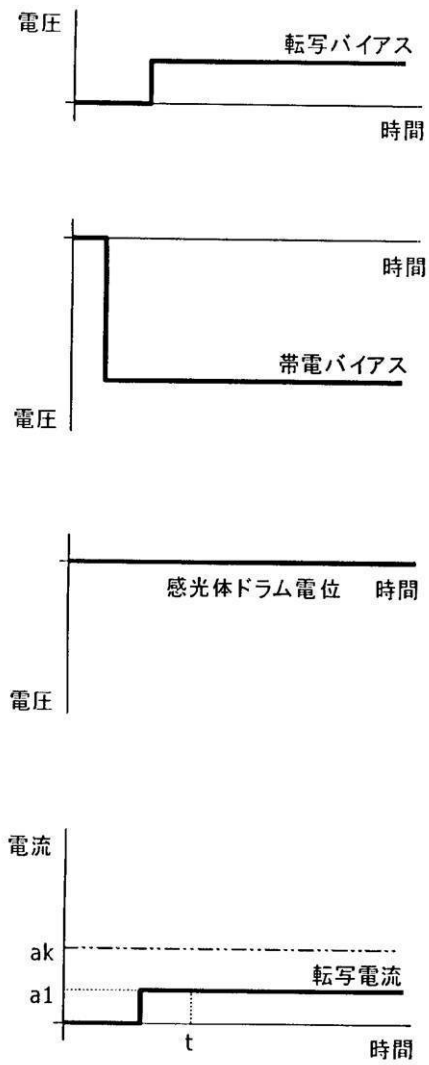 電圧
転写バイアス
時間
時間
帯電バイアス
電圧
感光体ドラム電位 時間
電圧
電流
ak
転写電流
a1
t
時間